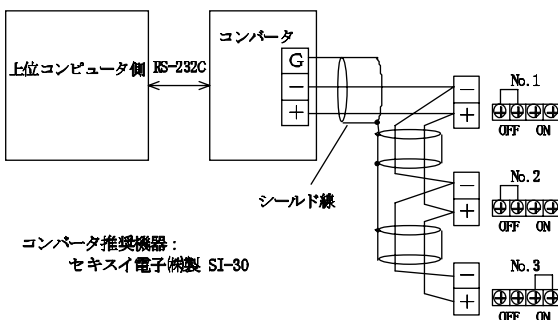 上位コンピュータ側
RS-232C
コンバータ
G
−
+
シールド線
コンバータ推奨機器:
セキスイ電子㈱製 SI-30
−
+
No.1
OFF ON
−
+
No.2
OFF ON
−
+
No.3
OFF ON